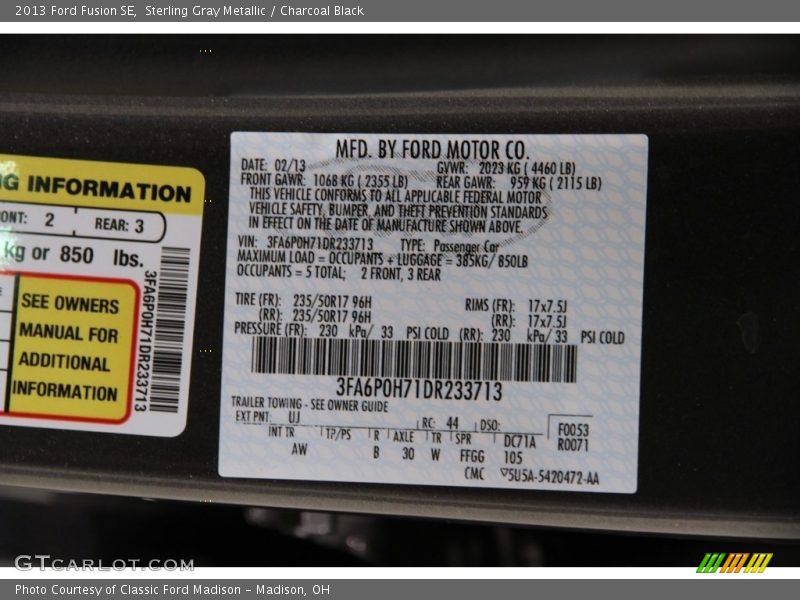 2013 Ford Fusion SE,  Sterling Gray Metallic / Charcoal Black
G INFORMATION
ONT: 2 REAR: 3
kg or 850 lbs.
SEE OWNERS
MANUAL FOR
ADDITIONAL
INFORMATION
3FA6P0H71DR233713
MFD. BY FORD MOTOR CO.
DATE: 02/13 GVWR: 2023 KG ( 4460 LB)
FRONT GAWR: 1068 KG ( 2355 LB) REAR GAWR: 959 KG ( 2115 LB)
THIS VEHICLE CONFORMS TO ALL APPLICABLE FEDERAL MOTOR
VEHICLE SAFETY, BUMPER, AND THEFT PREVENTION STANDARDS
IN EFFECT ON THE DATE OF MANUFACTURE SHOWN ABOVE.
VIN: 3FA6P0H71DR233713 TYPE: Passenger Car
MAXIMUM LOAD = OCCUPANTS + LUGGAGE = 385KG/ 850LB
OCCUPANTS = 5 TOTAL; 2 FRONT, 3 REAR
TIRE (FR): 235/50R17 96H RIMS (FR): 17x7.5J
(RR): 235/50R17 96H (RR): 17x7.5J
PRESSURE (FR): 230 kPa/ 33 PSI COLD (RR): 230 kPa/ 33 PSI COLD
3FA6P0H71DR233713
TRAILER TOWING - SEE OWNER GUIDE
EXT PNT: UJ RC: 44 DSO: F0053
INT TR TP/PS R AXLE TR SPR DC71A R0071
AW B 30 W FFGG 105
CMC 5U5A-5420472-AA
GTCARLOT.COM
Photo Courtesy of Classic Ford Madison - Madison, OH